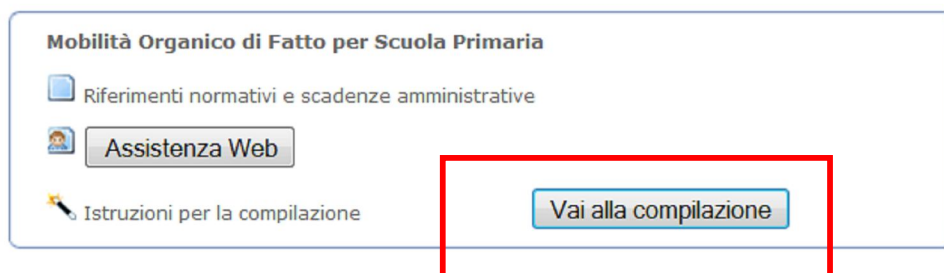 Mobilità Organico di Fatto per Scuola Primaria
Riferimenti normativi e scadenze amministrative
Assistenza Web
Istruzioni per la compilazione
Vai alla compilazione